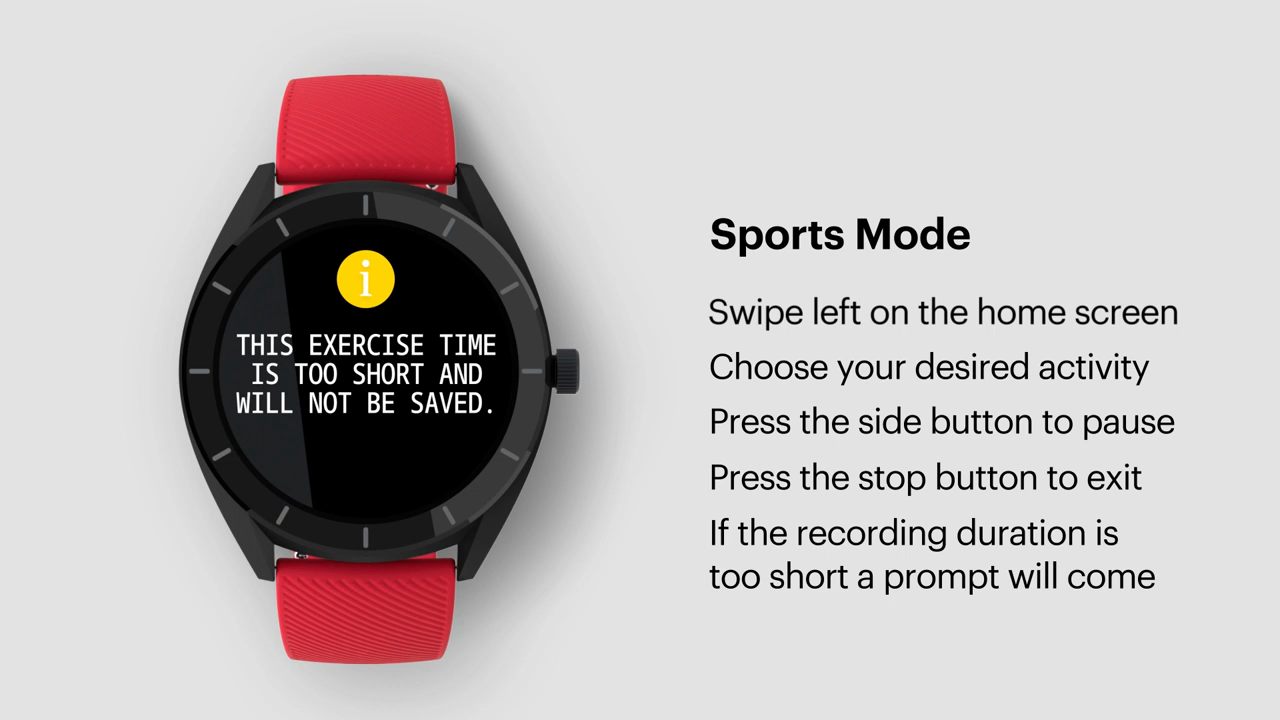 i
THIS EXERCISE TIME
IS TOO SHORT AND
WILL NOT BE SAVED.
Sports Mode
Swipe left on the home screen
Choose your desired activity
Press the side button to pause
Press the stop button to exit
If the recording duration is
too short a prompt will come